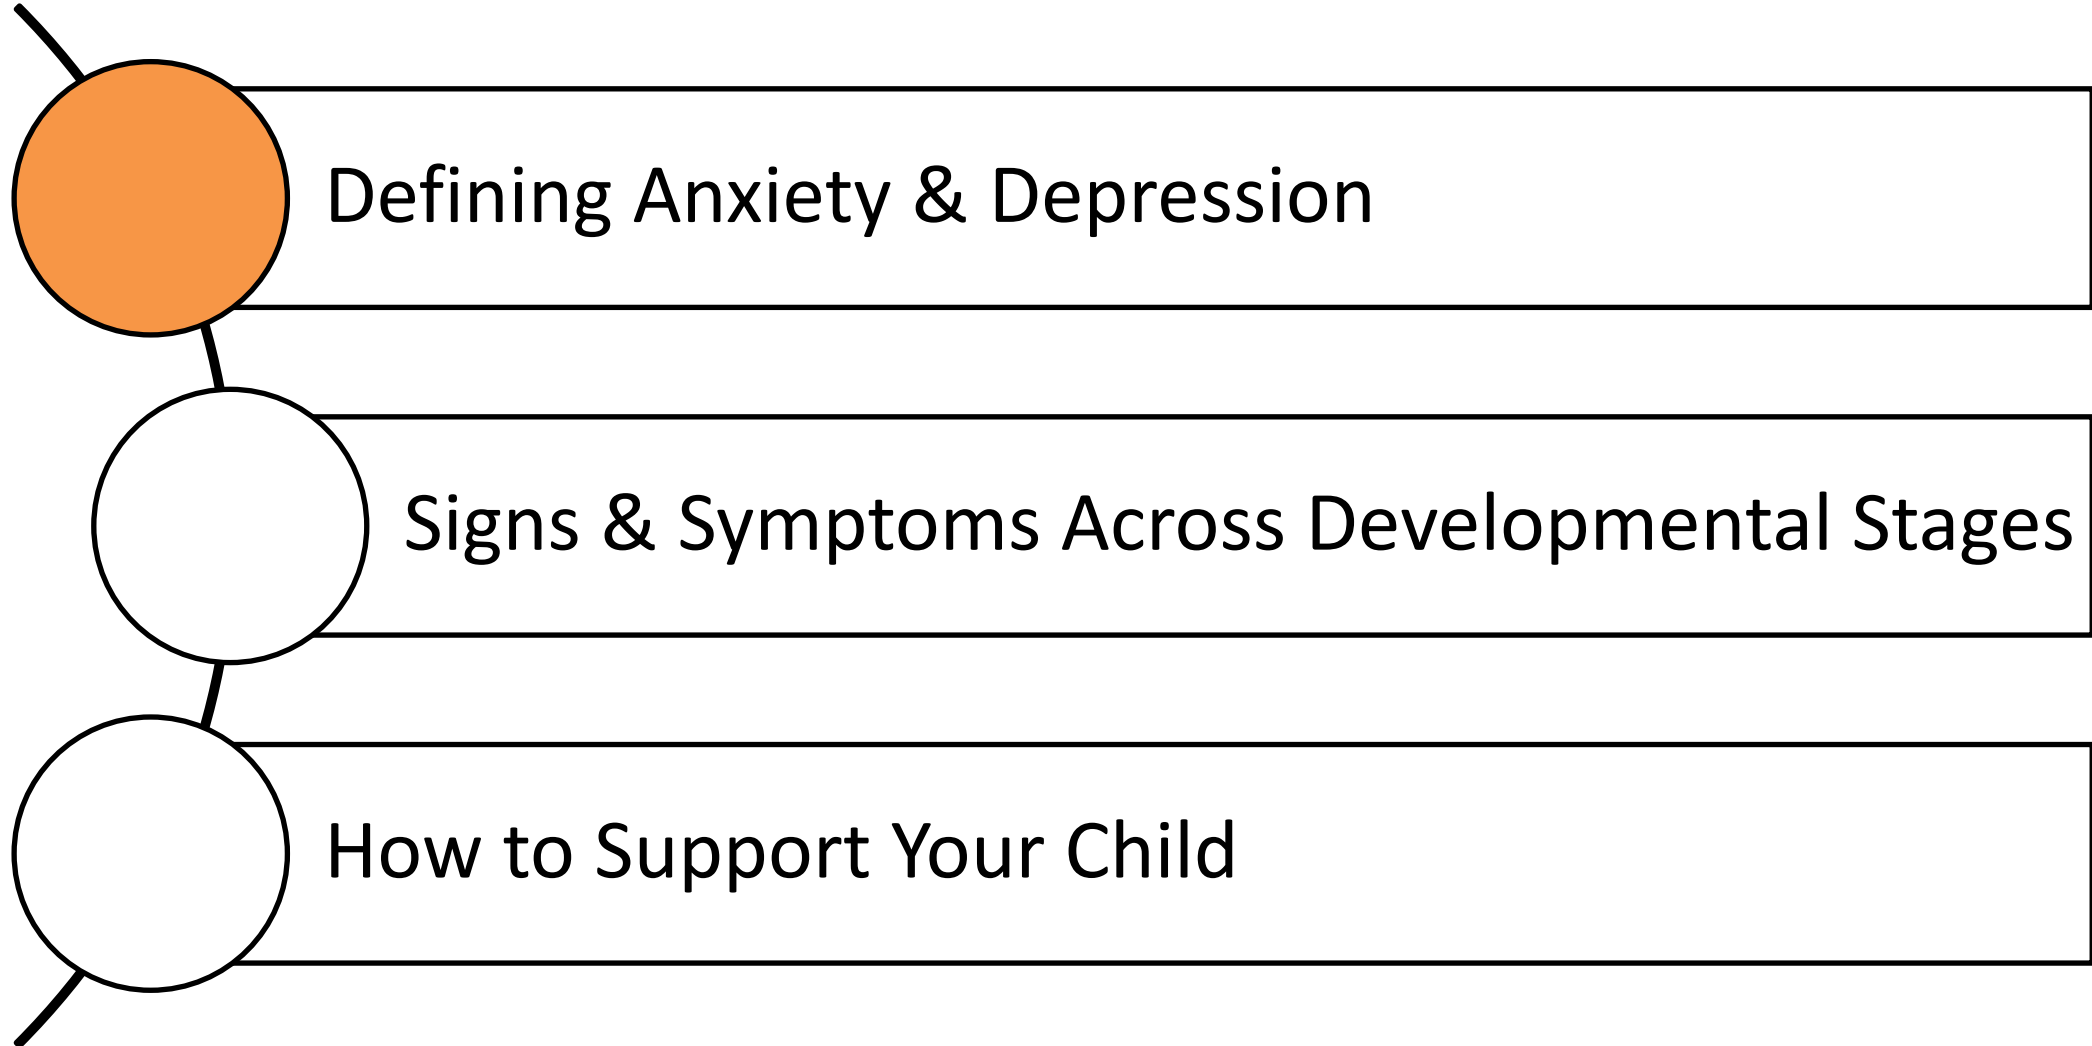 Defining Anxiety & Depression
Signs & Symptoms Across Developmental Stages
How to Support Your Child